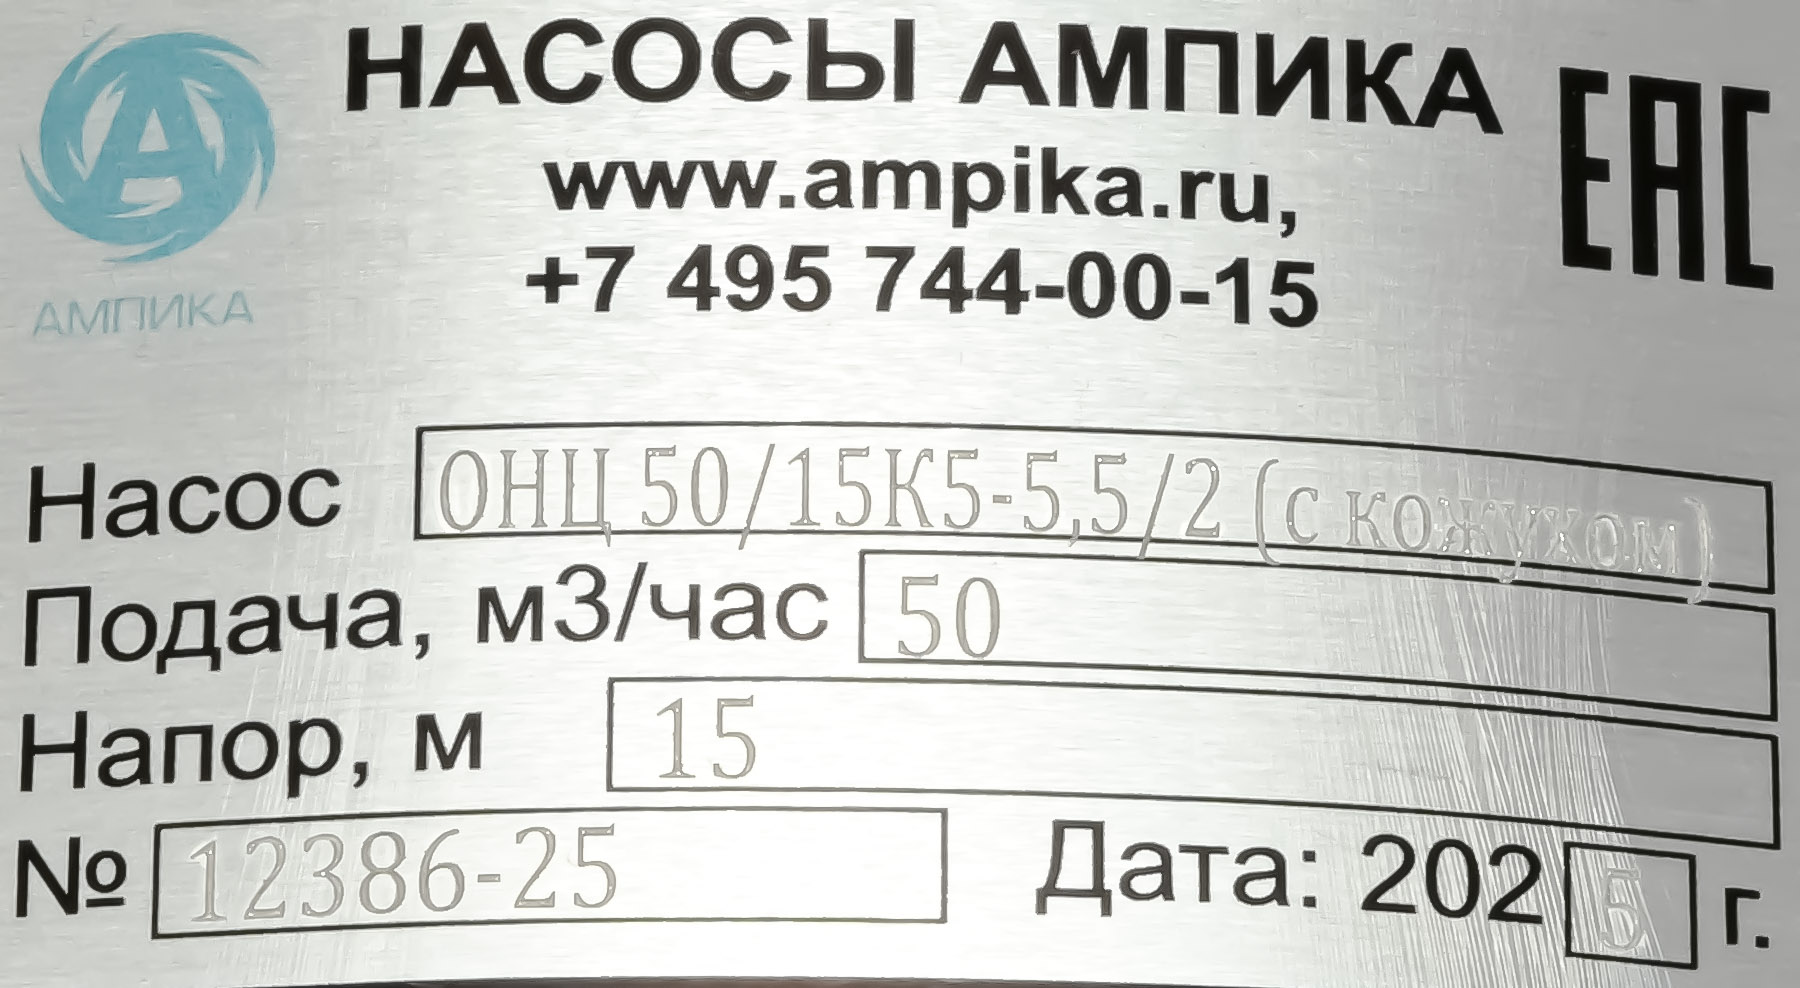 НАСОСЫ АМПИКА
ЕАС
www.ampika.ru,
+7 495 744-00-15
АМПИКА
Насос ОНЦ 50/15К5-5,5/2 (с кожухом)
Подача, м3/час 50
Напор, м 15
№ 12386-25 Дата: 2025 г.